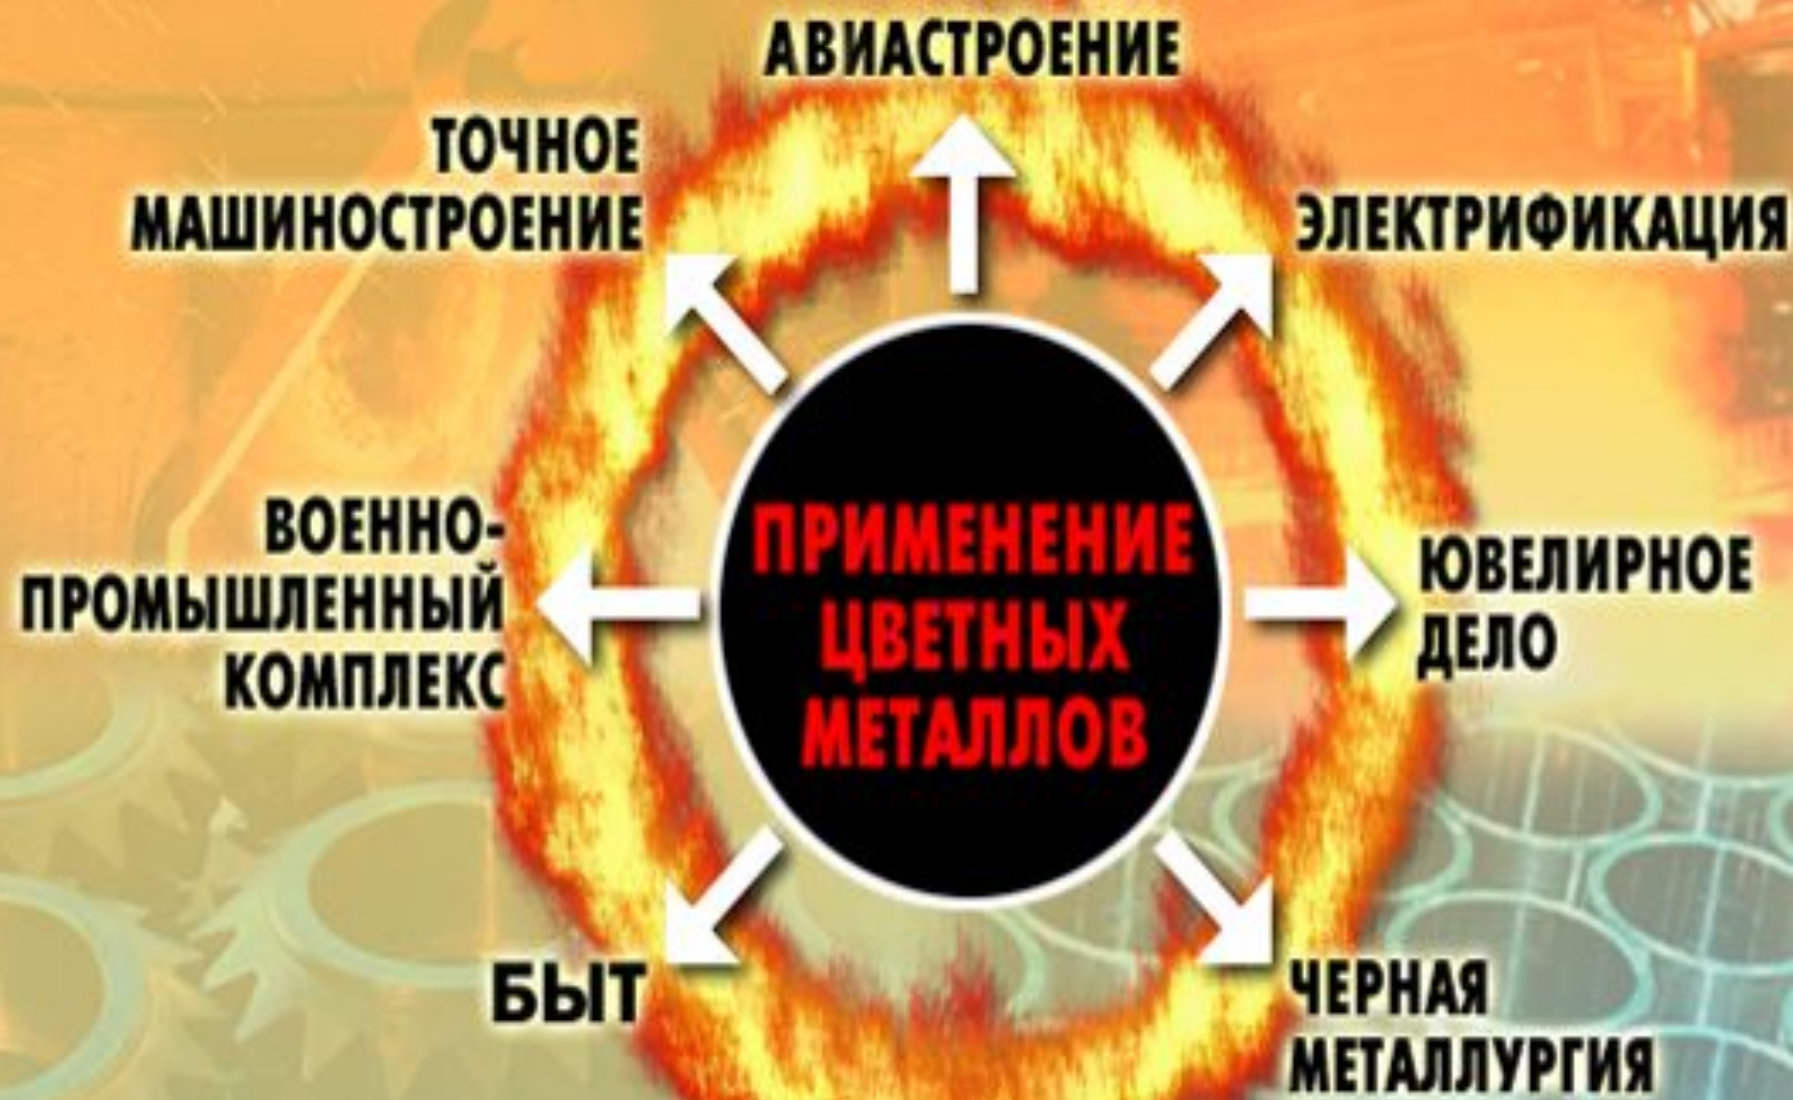 АВИАСТРОЕНИЕ
ТОЧНОЕ
МАШИНОСТРОЕНИЕ
ЭЛЕКТРИФИКАЦИЯ
ВОЕННО-
ПРОМЫШЛЕННЫЙ
КОМПЛЕКС
ПРИМЕНЕНИЕ
ЦВЕТНЫХ
МЕТАЛЛОВ
ЮВЕЛИРНОЕ
ДЕЛО
БЫТ
ЧЕРНАЯ
МЕТАЛЛУРГИЯ